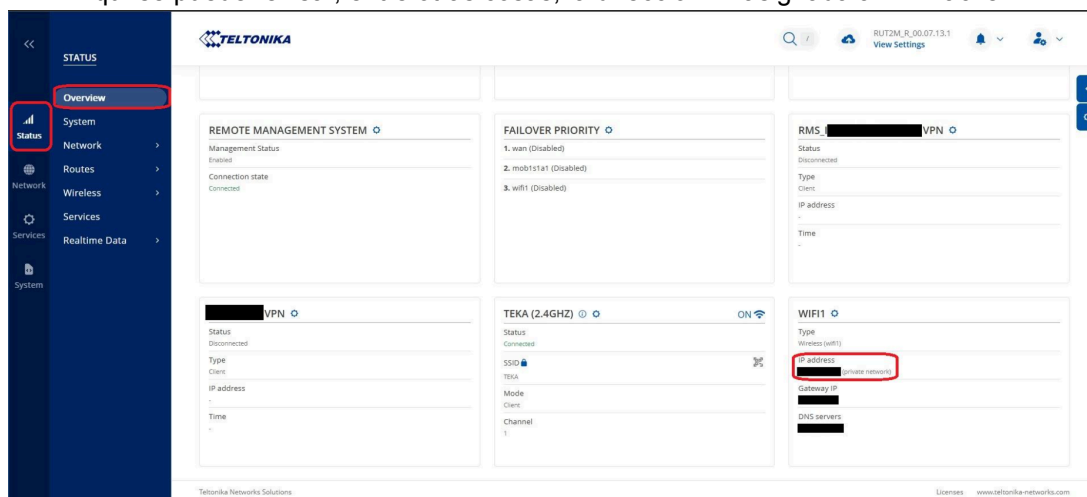 TELTONIKA
/
RUT2M_R_00.07.13.1
View Settings
STATUS
Overview
System
Network
Routes
Wireless
Services
Realtime Data
Status
Network
Services
System
REMOTE MANAGEMENT SYSTEM
Management Status
Enabled
Connection state
Connected
FAILOVER PRIORITY
1. wan (Disabled)
2. mob1s1a1 (Disabled)
3. wifi1 (Disabled)
RMS_ VPN
Status
Disconnected
Type
Client
IP address
-
Time
-
VPN
Status
Disconnected
Type
Client
IP address
-
Time
-
TEKA (2.4GHZ)
ON
Status
Connected
SSID
TEKA
Mode
Client
Channel
1
WIFI1
Type
Wireless (wifi1)
IP address
(private network)
Gateway IP
DNS servers
Teltonika Networks Solutions
Licenses www.teltonika-networks.com